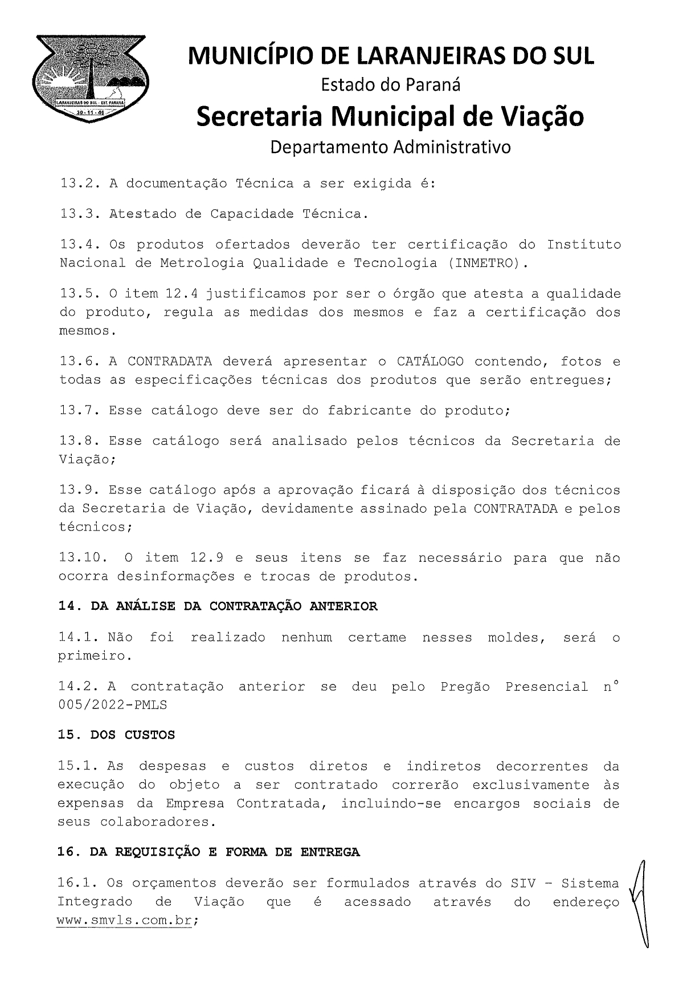 LARANJEIRAS DO SUL - EST. PARANÁ
30-11-46
MUNICÍPIO DE LARANJEIRAS DO SUL
Estado do Paraná
Secretaria Municipal de Viação
Departamento Administrativo
13.2. A documentação Técnica a ser exigida é:
13.3. Atestado de Capacidade Técnica.
13.4. Os produtos ofertados deverão ter certificação do Instituto
Nacional de Metrologia Qualidade e Tecnologia (INMETRO).
13.5. O item 12.4 justificamos por ser o órgão que atesta a qualidade
do produto, regula as medidas dos mesmos e faz a certificação dos
mesmos.
13.6. A CONTRADATA deverá apresentar o CATÁLOGO contendo, fotos e
todas as especificações técnicas dos produtos que serão entregues;
13.7. Esse catálogo deve ser do fabricante do produto;
13.8. Esse catálogo será analisado pelos técnicos da Secretaria de
Viação;
13.9. Esse catálogo após a aprovação ficará à disposição dos técnicos
da Secretaria de Viação, devidamente assinado pela CONTRATADA e pelos
técnicos;
13.10. O item 12.9 e seus itens se faz necessário para que não
ocorra desinformações e trocas de produtos.
14. DA ANÁLISE DA CONTRATAÇÃO ANTERIOR
14.1. Não foi realizado nenhum certame nesses moldes, será o
primeiro.
14.2. A contratação anterior se deu pelo Pregão Presencial n°
005/2022-PMLS
15. DOS CUSTOS
15.1. As despesas e custos diretos e indiretos decorrentes da
execução do objeto a ser contratado correrão exclusivamente às
expensas da Empresa Contratada, incluindo-se encargos sociais de
seus colaboradores.
16. DA REQUISIÇÃO E FORMA DE ENTREGA
16.1. Os orçamentos deverão ser formulados através do SIV – Sistema
Integrado de Viação que é acessado através do endereço
www.smvls.com.br;